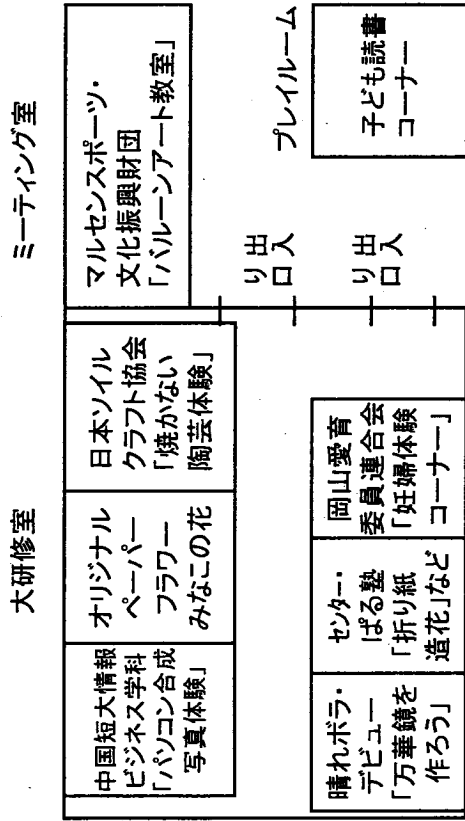 大研修室
ミーティング室
中国短大情報
ビジネス学科
「パソコン合成
写真体験」
オリジナル
ペーパー
フラワー
みなこの花
日本ソイル
クラフト協会
「焼かない
陶芸体験」
マルセンスポーツ・
文化振興財団
「バルーンアート教室」
出入
り口
出入
り口
プレイルーム
晴れボラ・
デビュー
「万華鏡を
作ろう」
センター・
ぱる塾
「折り紙
造花」など
岡山愛育
委員連合会
「妊婦体験
コーナー」
子ども読書
コーナー